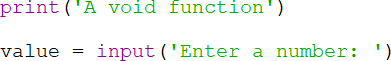 print('A void function')
value = input('Enter a number: ')